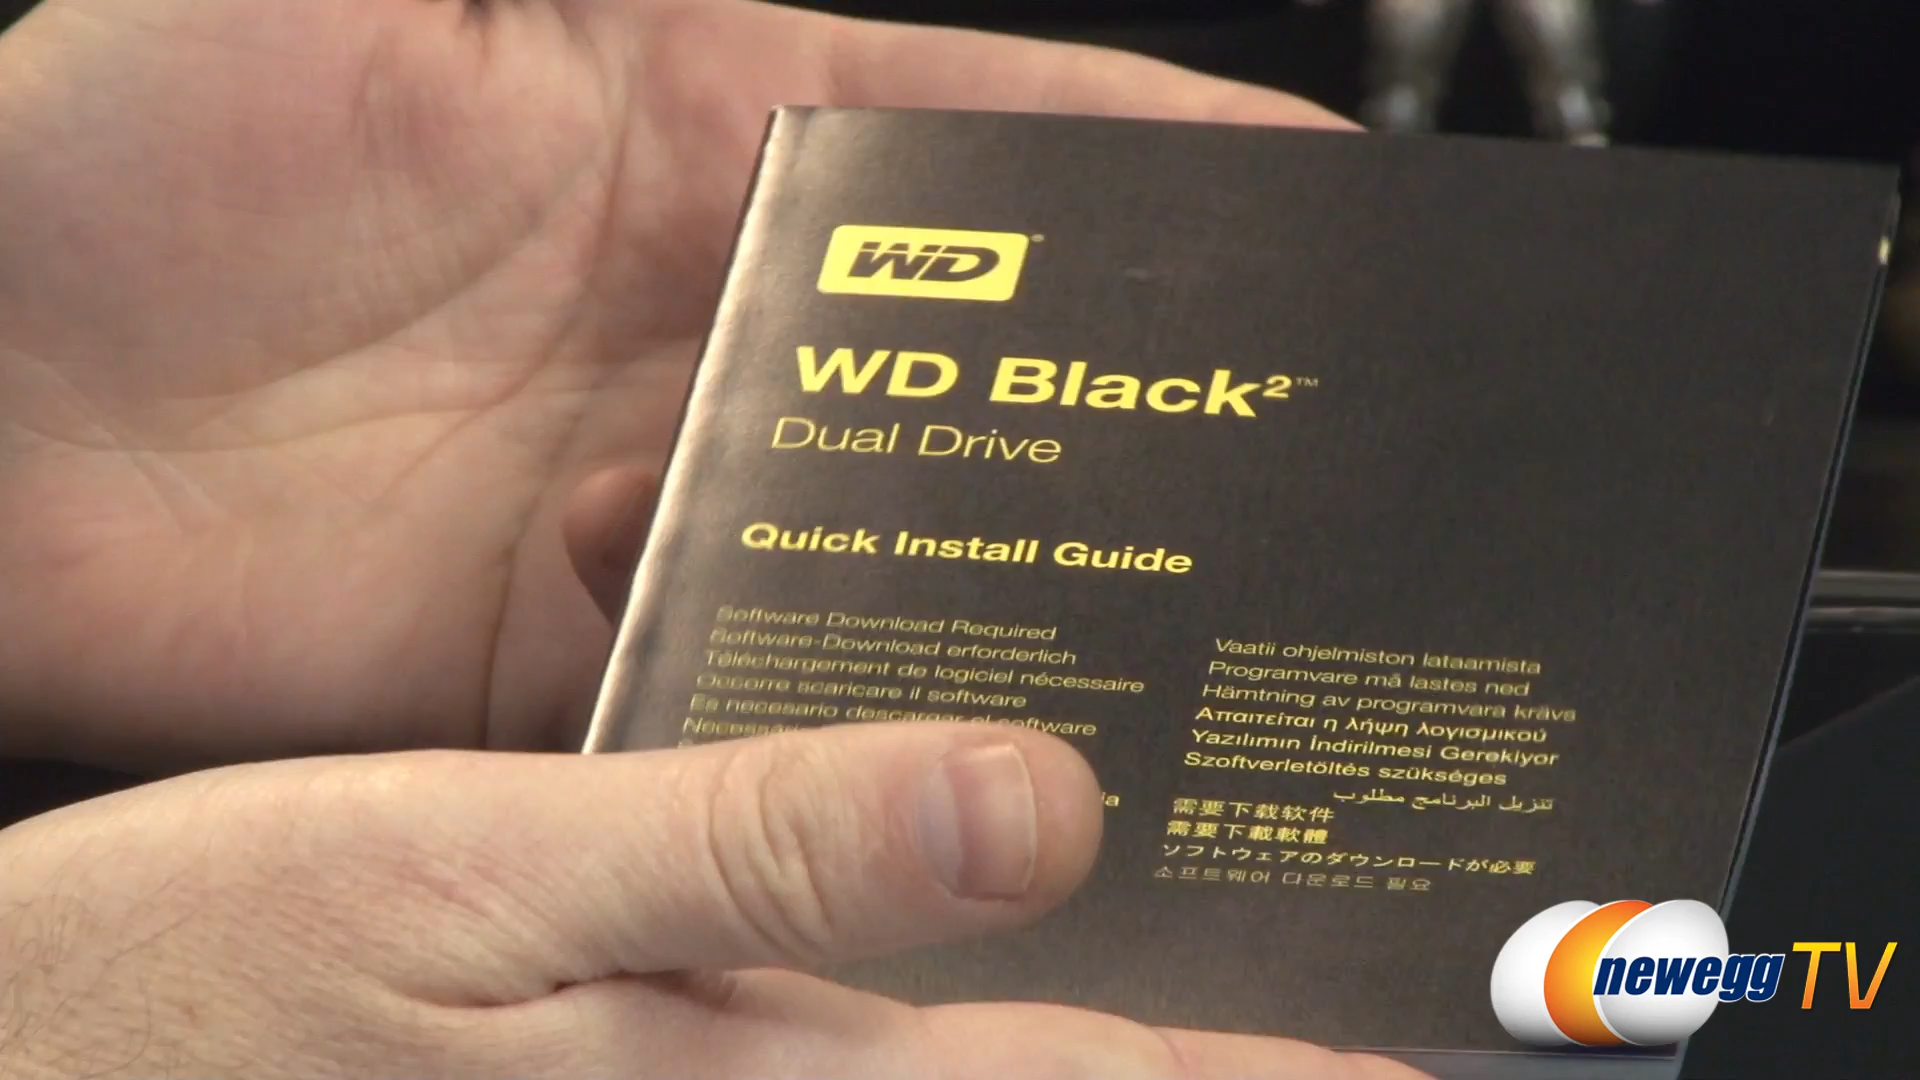 WD®
WD Black²™
Dual Drive
Quick Install Guide
Software Download Required
Software-Download erforderlich
Téléchargement de logiciel nécessaire
Occorre scaricare il software
Es necesario descargar el software
Vaatii ohjelmiston lataamista
Programvare må lastes ned
Hämtning av programvara krävs
Απαιτείται η λήψη λογισμικού
Yazılımın İndirilmesi Gerekiyor
Szoftverletöltés szükséges
تنزيل البرنامج مطلوب
需要下载软件
需要下載軟體
ソフトウェアのダウンロードが必要
소프트웨어 다운로드 필요
newegg TV